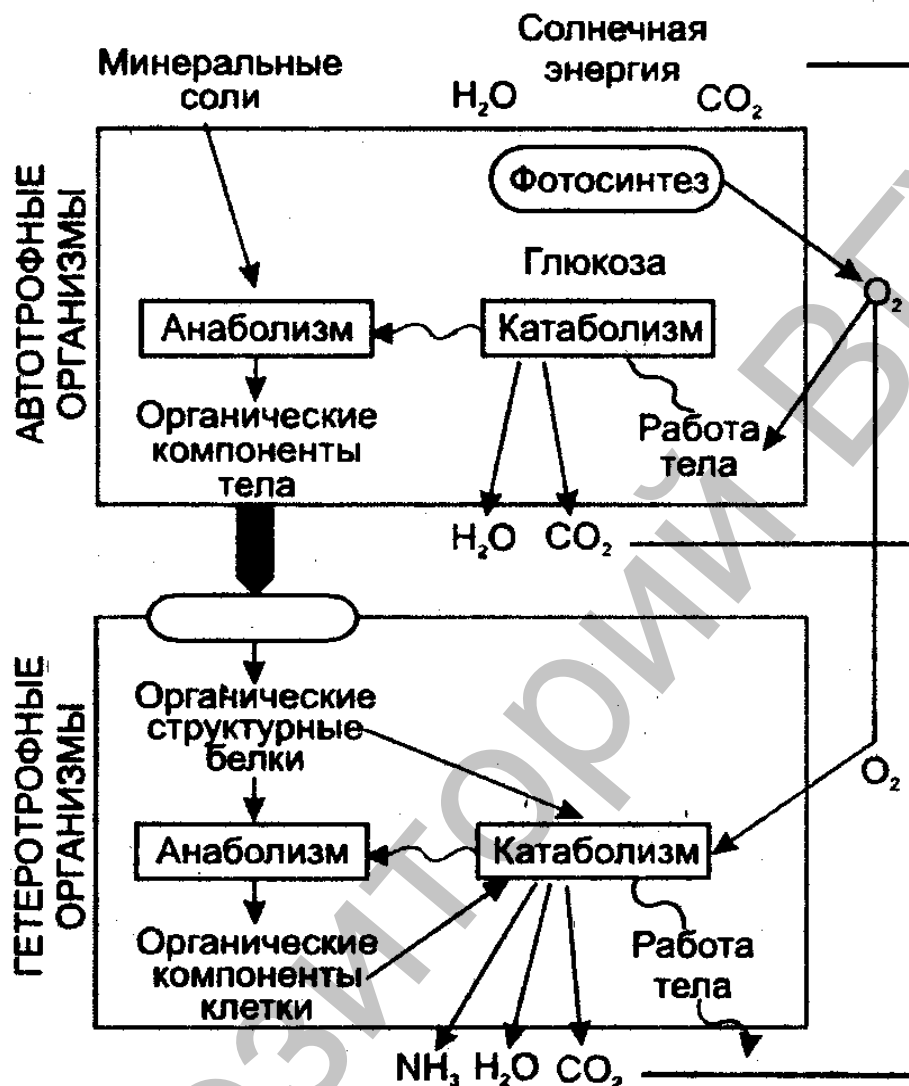 Солнечная
энергия
Минеральные
соли
H₂O
CO₂
АВТОТРОФНЫЕ
ОРГАНИЗМЫ
Фотосинтез
Глюкоза
O₂
Анаболизм
Катаболизм
Органические
компоненты
тела
Работа
тела
H₂O
CO₂
ГЕТЕРОТРОФНЫЕ
ОРГАНИЗМЫ
Органические
структурные
белки
O₂
Анаболизм
Катаболизм
Органические
компоненты
клетки
Работа
тела
NH₃ H₂O CO₂